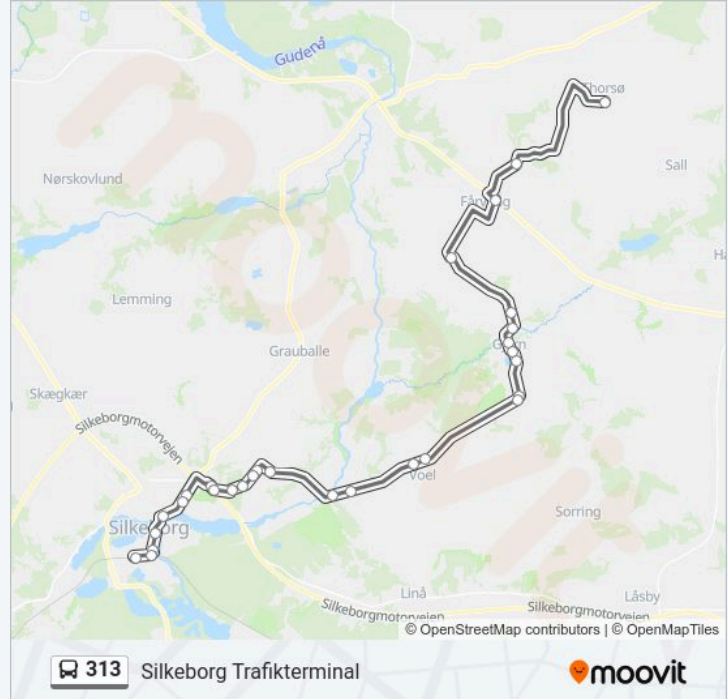 Gudenå
Thorsø
Sall
Nørskovlund
Lemming
Grauballe
Skægkær
Silkeborgmotorvejen
Voel
Silkeborg
Sorring
Linå
Låsby
Silkeborgmotorvejen
Silkeborgmotorvejen
© OpenStreetMap contributors | © OpenMapTiles
313 Silkeborg Trafikterminal
moovit